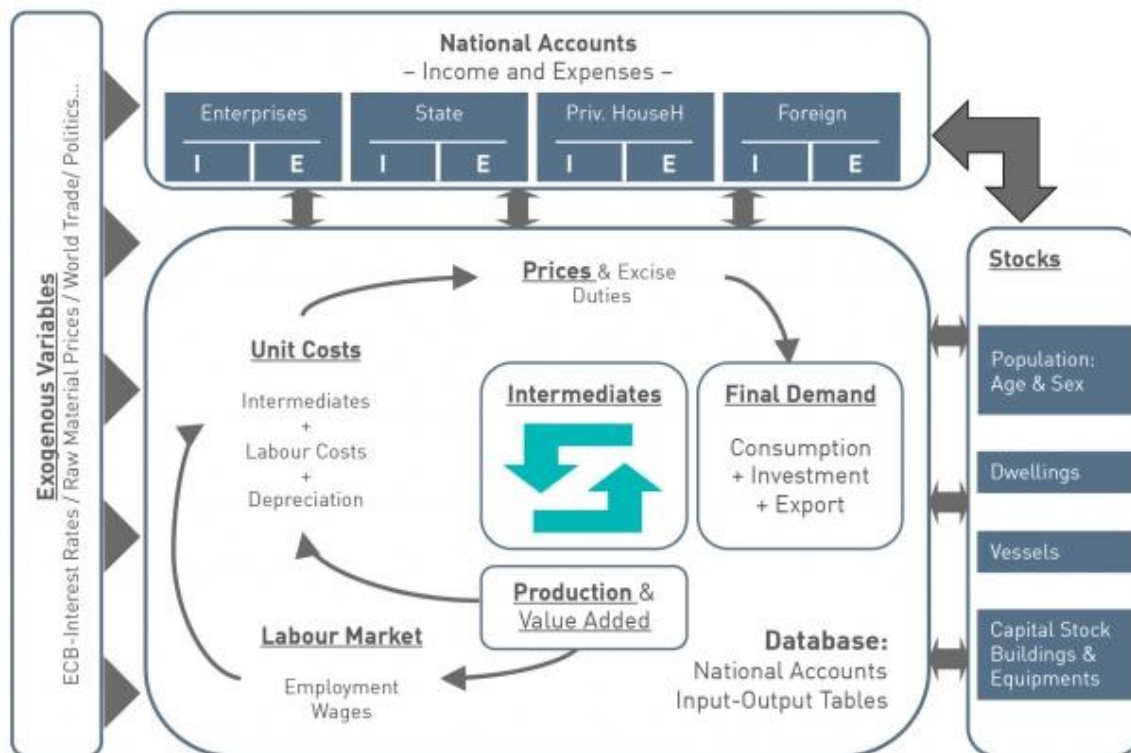 Exogenous Variables
ECB-Interest Rates / Raw Material Prices / World Trade/ Politics...
National Accounts
– Income and Expenses –
Enterprises
I E
State
I E
Priv. HouseH
I E
Foreign
I E
Prices & Excise
Duties
Unit Costs
Intermediates
+
Labour Costs
+
Depreciation
Intermediates
Final Demand
Consumption
+ Investment
+ Export
Production &
Value Added
Labour Market
Employment
Wages
Database:
National Accounts
Input-Output Tables
Stocks
Population;
Age & Sex
Dwellings
Vessels
Capital Stock
Buildings &
Equipments